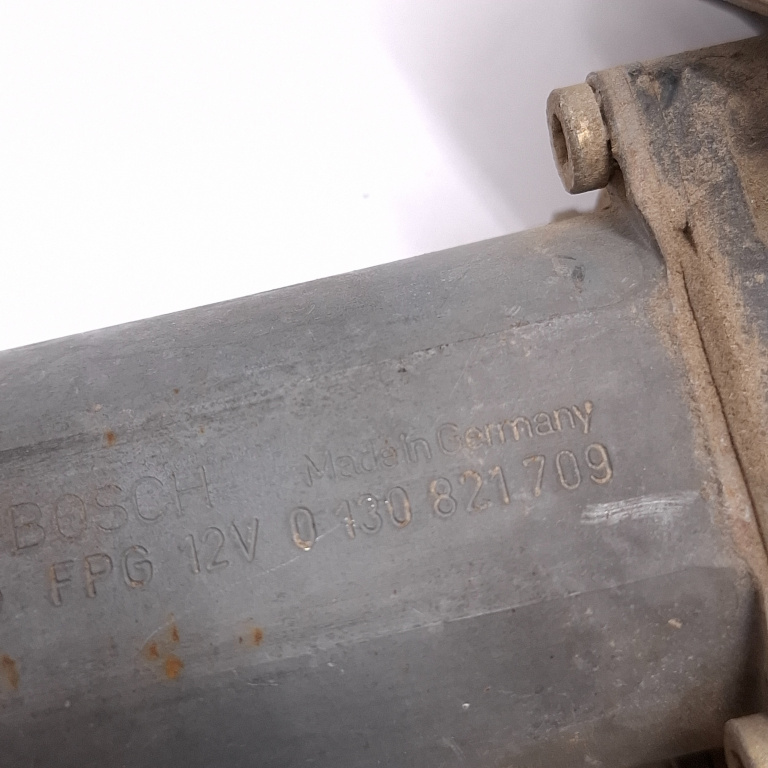 BOSCH Made in Germany
FPG 12V 0 130 821 709